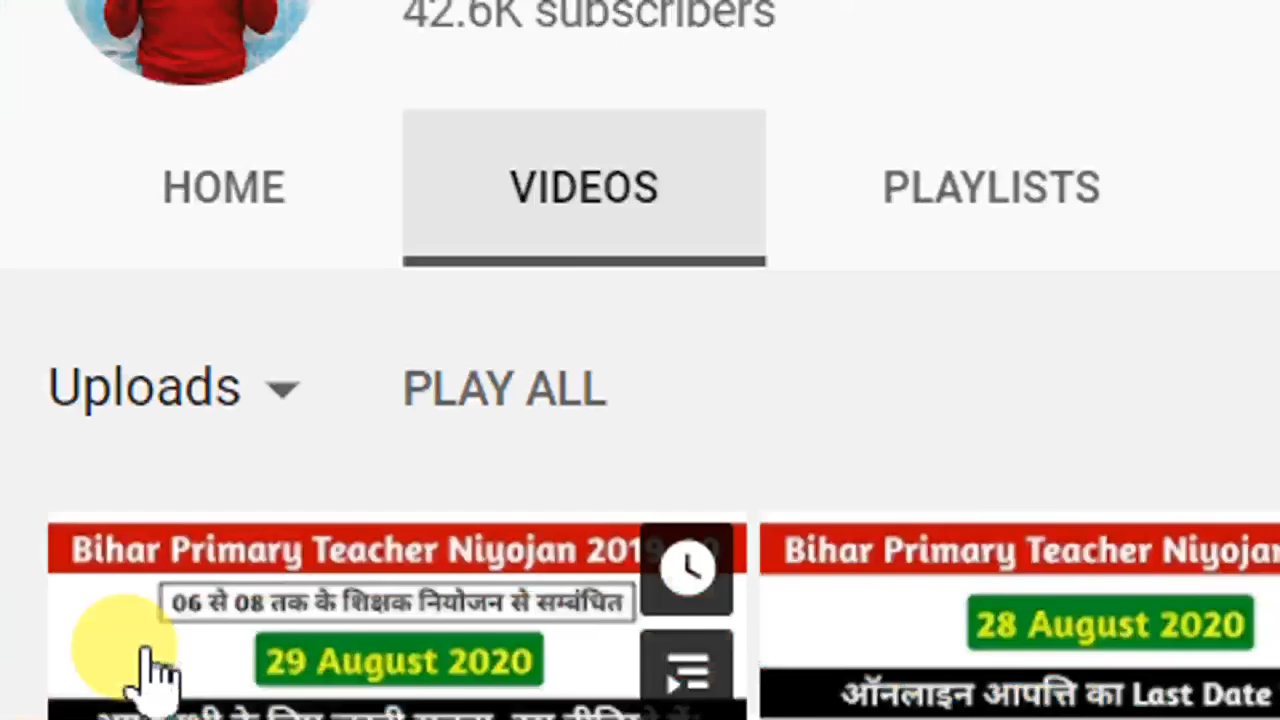 42.6K subscribers
HOME VIDEOS PLAYLISTS
Uploads PLAY ALL
Bihar Primary Teacher Niyojan
06 से 08 तक के शिक्षक नियोजन से सम्बंधित
29 August 2020
Bihar Primary Teacher
28 August 2020
ऑनलाइन आपत्ति का Last Date